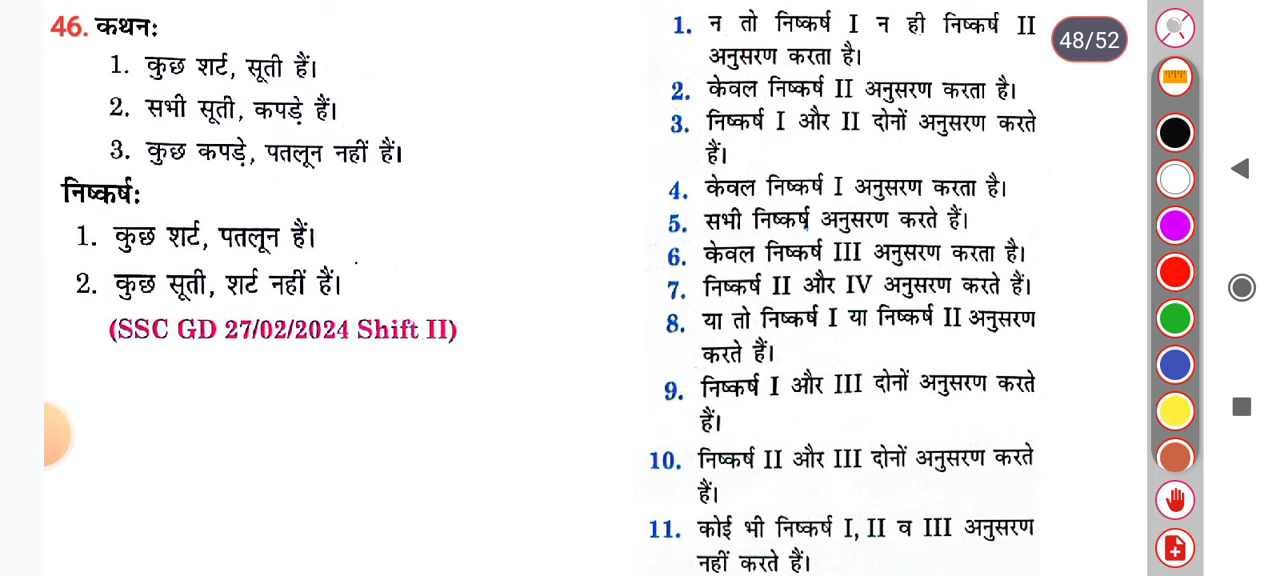 46. कथन:
1. कुछ शर्ट, सूती हैं।
2. सभी सूती, कपड़े हैं।
3. कुछ कपड़े, पतलून नहीं हैं।
निष्कर्ष:
1. कुछ शर्ट, पतलून हैं।
2. कुछ सूती, शर्ट नहीं हैं।
(SSC GD 27/02/2024 Shift II)
1. न तो निष्कर्ष I न ही निष्कर्ष II
अनुसरण करता है।
2. केवल निष्कर्ष II अनुसरण करता है।
3. निष्कर्ष I और II दोनों अनुसरण करते
हैं।
4. केवल निष्कर्ष I अनुसरण करता है।
5. सभी निष्कर्ष अनुसरण करते हैं।
6. केवल निष्कर्ष III अनुसरण करता है।
7. निष्कर्ष II और IV अनुसरण करते हैं।
8. या तो निष्कर्ष I या निष्कर्ष II अनुसरण
करते हैं।
9. निष्कर्ष I और III दोनों अनुसरण करते
हैं।
10. निष्कर्ष II और III दोनों अनुसरण करते
हैं।
11. कोई भी निष्कर्ष I, II व III अनुसरण
नहीं करते हैं।
48/52